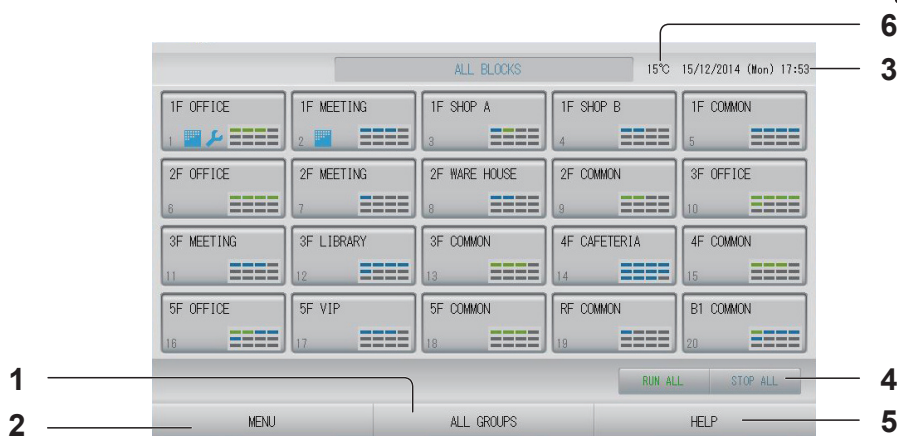 6
ALL BLOCKS 15℃ 15/12/2014 (Mon) 17:53 3
1F OFFICE 1F MEETING 1F SHOP A 1F SHOP B 1F COMMON
1 2 3 4 5
2F OFFICE 2F MEETING 2F WARE HOUSE 2F COMMON 3F OFFICE
6 7 8 9 10
3F MEETING 3F LIBRARY 3F COMMON 4F CAFETERIA 4F COMMON
11 12 13 14 15
5F OFFICE 5F VIP 5F COMMON RF COMMON B1 COMMON
16 17 18 19 20
1 RUN ALL STOP ALL 4
2 MENU ALL GROUPS HELP 5